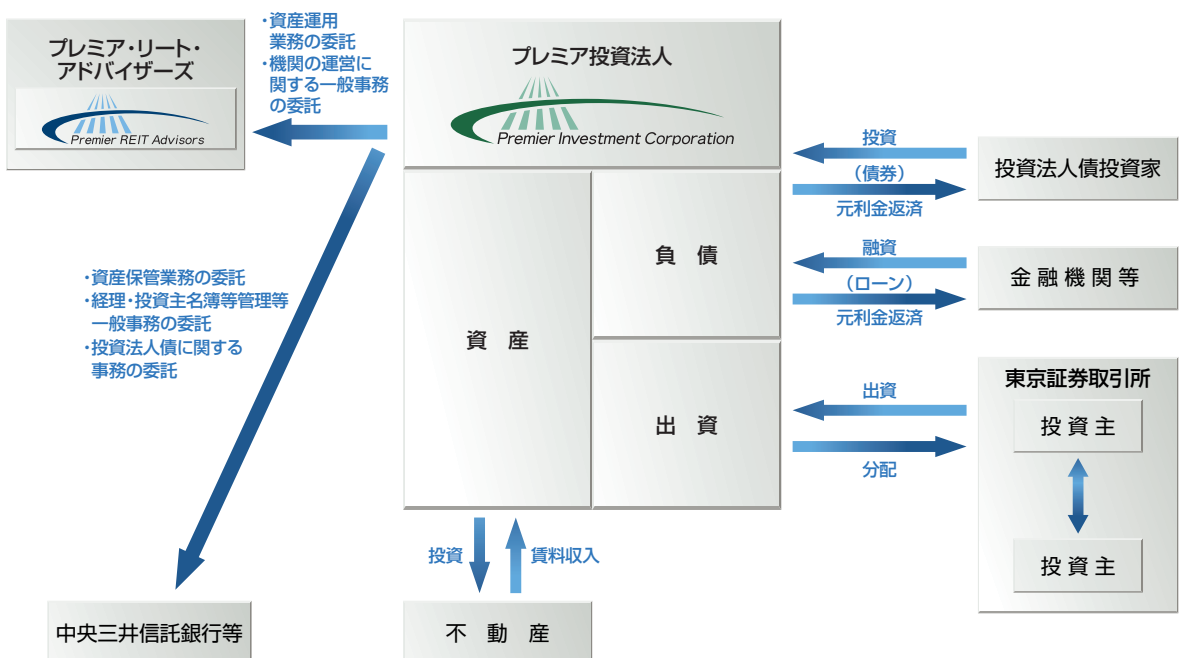 プレミア・リート・
アドバイザーズ
Premier REIT Advisors
・資産運用
業務の委託
・機関の運営に
関する一般事務
の委託
プレミア投資法人
Premier Investment Corporation
資 産
負 債
出 資
投資
(債券)
元利金返済
投資法人債投資家
融資
(ローン)
元利金返済
金融機関等
出資
分配
東京証券取引所
投資主
投資主
・資産保管業務の委託
・経理・投資主名簿等管理等
一般事務の委託
・投資法人債に関する
事務の委託
投資
賃料収入
中央三井信託銀行等
不 動 産